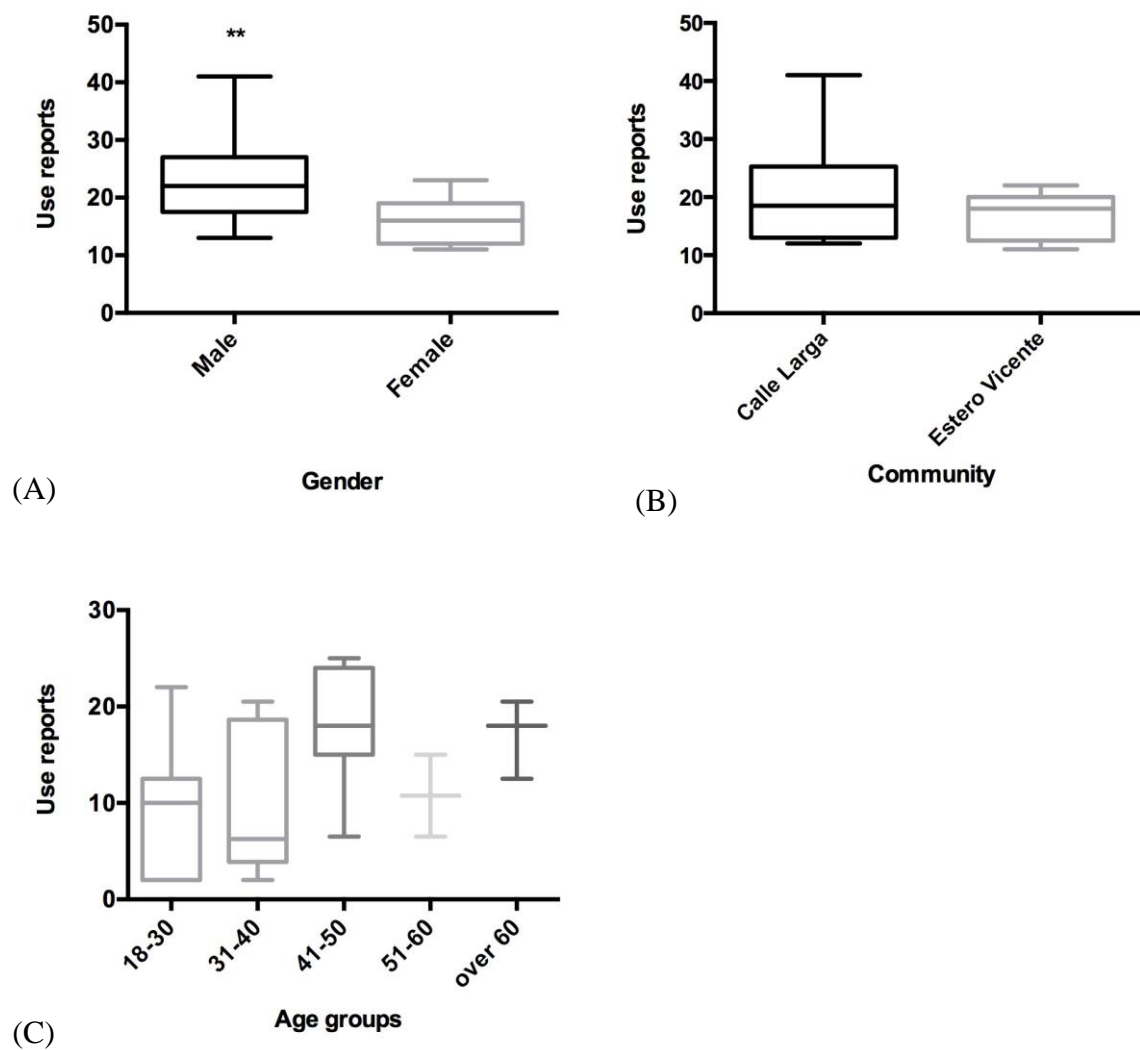 50
40
30
20
10
0
Use reports
**
Male
Female
Gender
(A)
50
40
30
20
10
0
Use reports
Calle Larga
Estero Vicente
Community
(B)
30
20
10
0
Use reports
18-30
31-40
41-50
51-60
over 60
Age groups
(C)